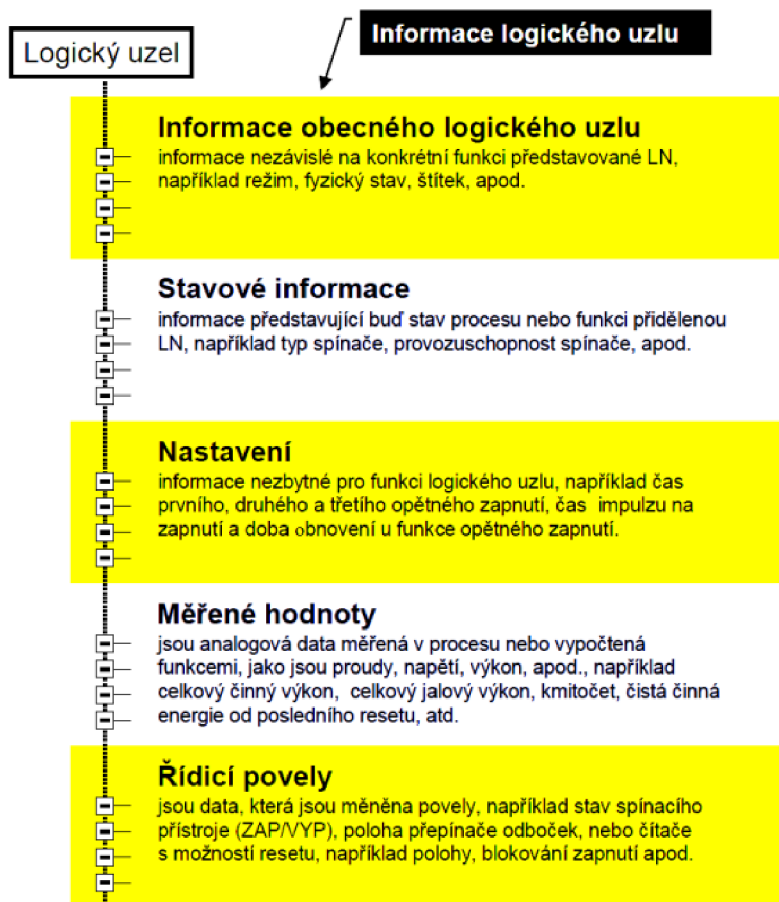 Informace logického uzlu
Logický uzel
Informace obecného logického uzlu
informace nezávislé na konkrétní funkci představované LN,
například režim, fyzický stav, štítek, apod.
Stavové informace
informace představující buď stav procesu nebo funkci přidělenou
LN, například typ spínače, provozuschopnost spínače, apod.
Nastavení
informace nezbytné pro funkci logického uzlu, například čas
prvního, druhého a třetího opětného zapnutí, čas impulzu na
zapnutí a doba obnovení u funkce opětného zapnutí.
Měřené hodnoty
jsou analogová data měřená v procesu nebo vypočtená
funkcemi, jako jsou proudy, napětí, výkon, apod., například
celkový činný výkon, celkový jalový výkon, kmitočet, čistá činná
energie od posledního resetu, atd.
Řídicí povely
jsou data, která jsou měněna povely, například stav spínacího
přístroje (ZAP/VYP), poloha přepínače odboček, nebo čítače
s možností resetu, například polohy, blokování zapnutí apod.